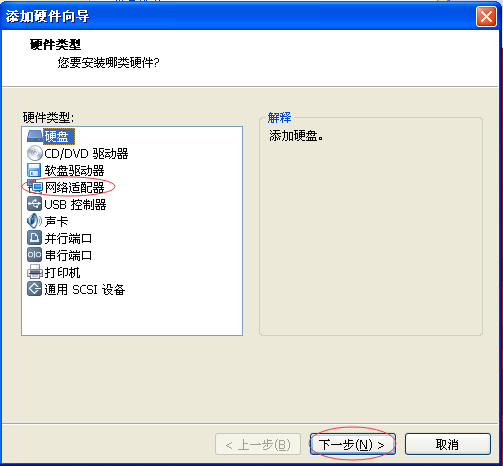 添加硬件向导
硬件类型
您要安装哪类硬件?
硬件类型:
硬盘
CD/DVD 驱动器
软盘驱动器
网络适配器
USB 控制器
声卡
并行端口
串行端口
打印机
通用 SCSI 设备
解释
添加硬盘。
< 上一步(B)
下一步(N) >
取消